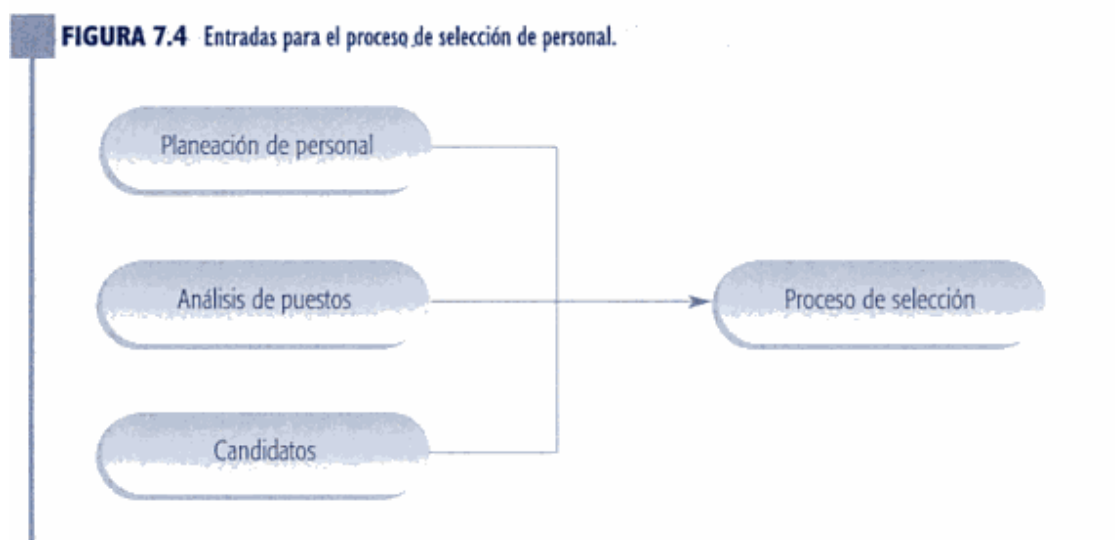 FIGURA 7.4 Entradas para el proceso de selección de personal.
Planeación de personal
Análisis de puestos
Proceso de selección
Candidatos